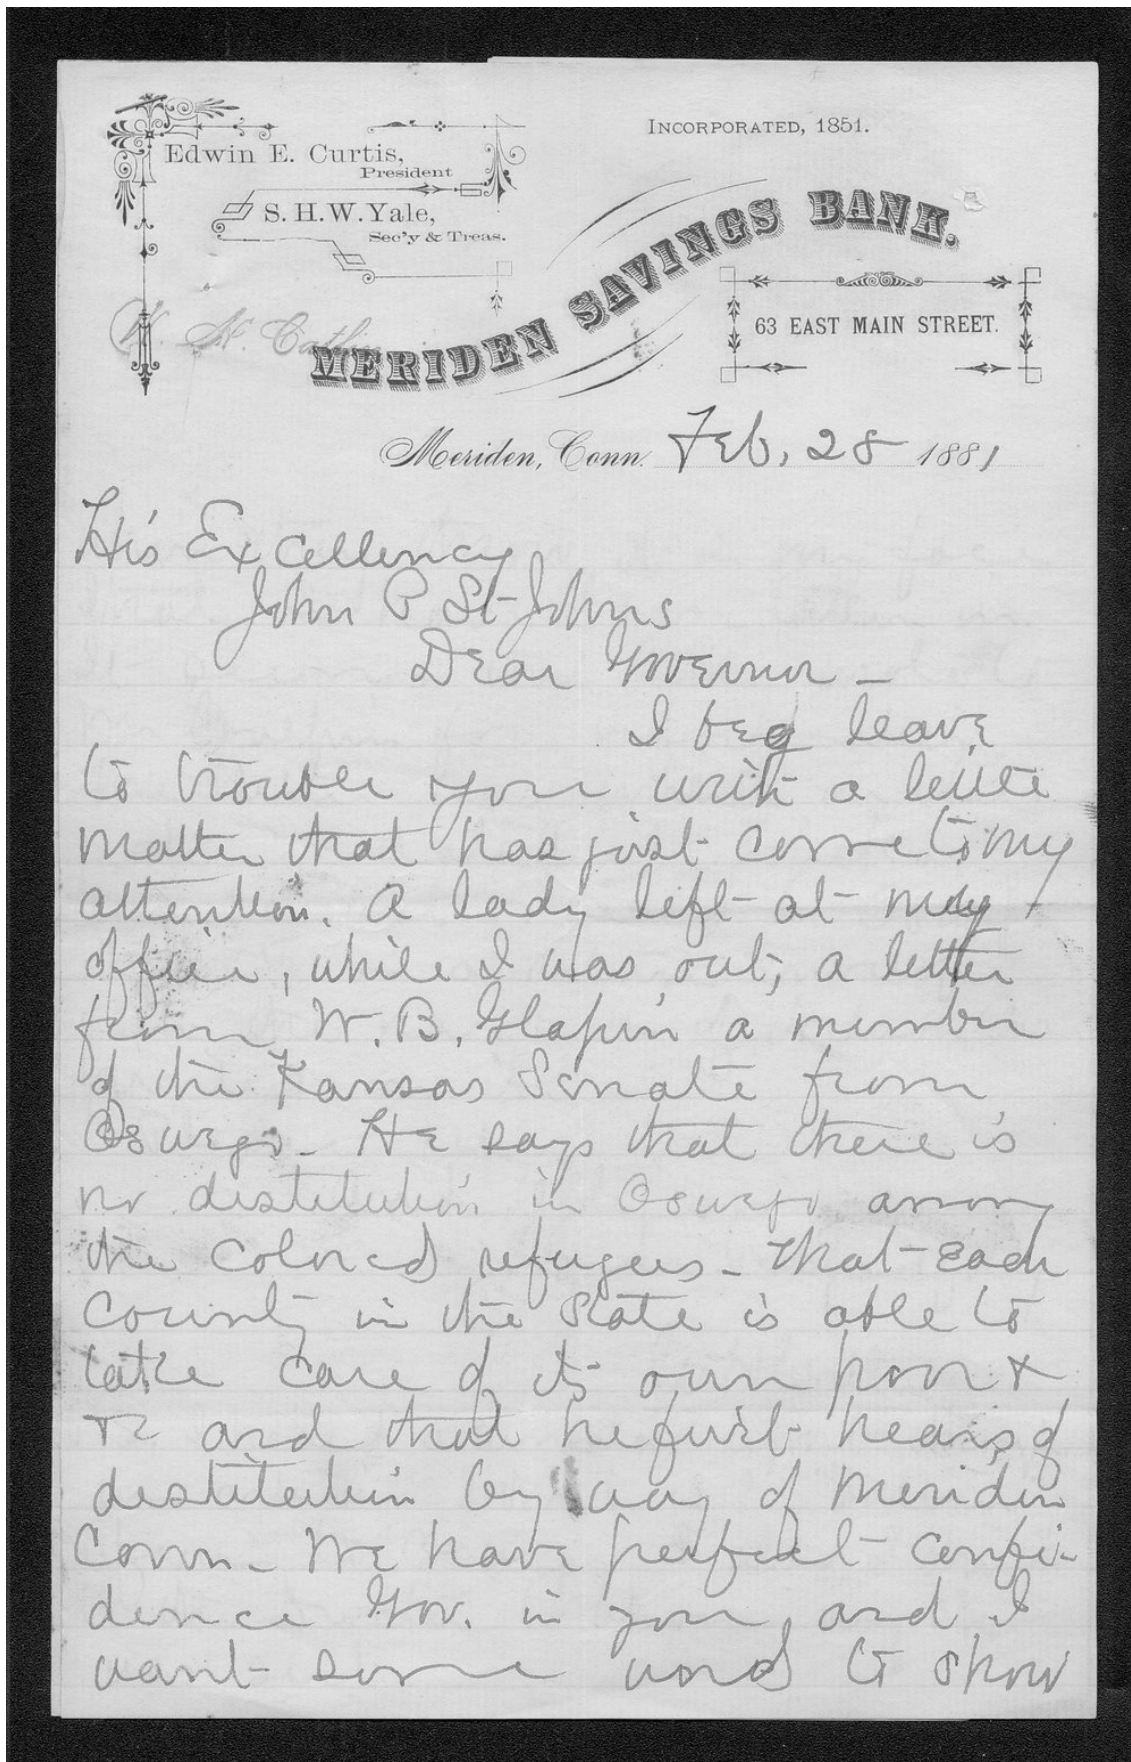 Edwin E. Curtis,
President
S. H. W. Yale,
Sec'y & Treas.
INCORPORATED, 1851.
MERIDEN SAVINGS BANK.
63 EAST MAIN STREET.
Meriden, Conn. Feb, 28 1881
His Excellency
John P St Johns
Dear Governor –
I beg leave
to trouble you with a little
matter that has just come to my
attention. A lady left at my
office, while I was out, a letter
from W. B. a member
of the Kansas Senate from
Oswego – He says that there is
no destitution in Oswego among
the colored refugees – that each
county in the State is able to
take care of its own poor &
&c and that he first hears of
destitution by way of Meriden
Conn – We have perfect confi-
dence Gov. in you and I
want some word to show